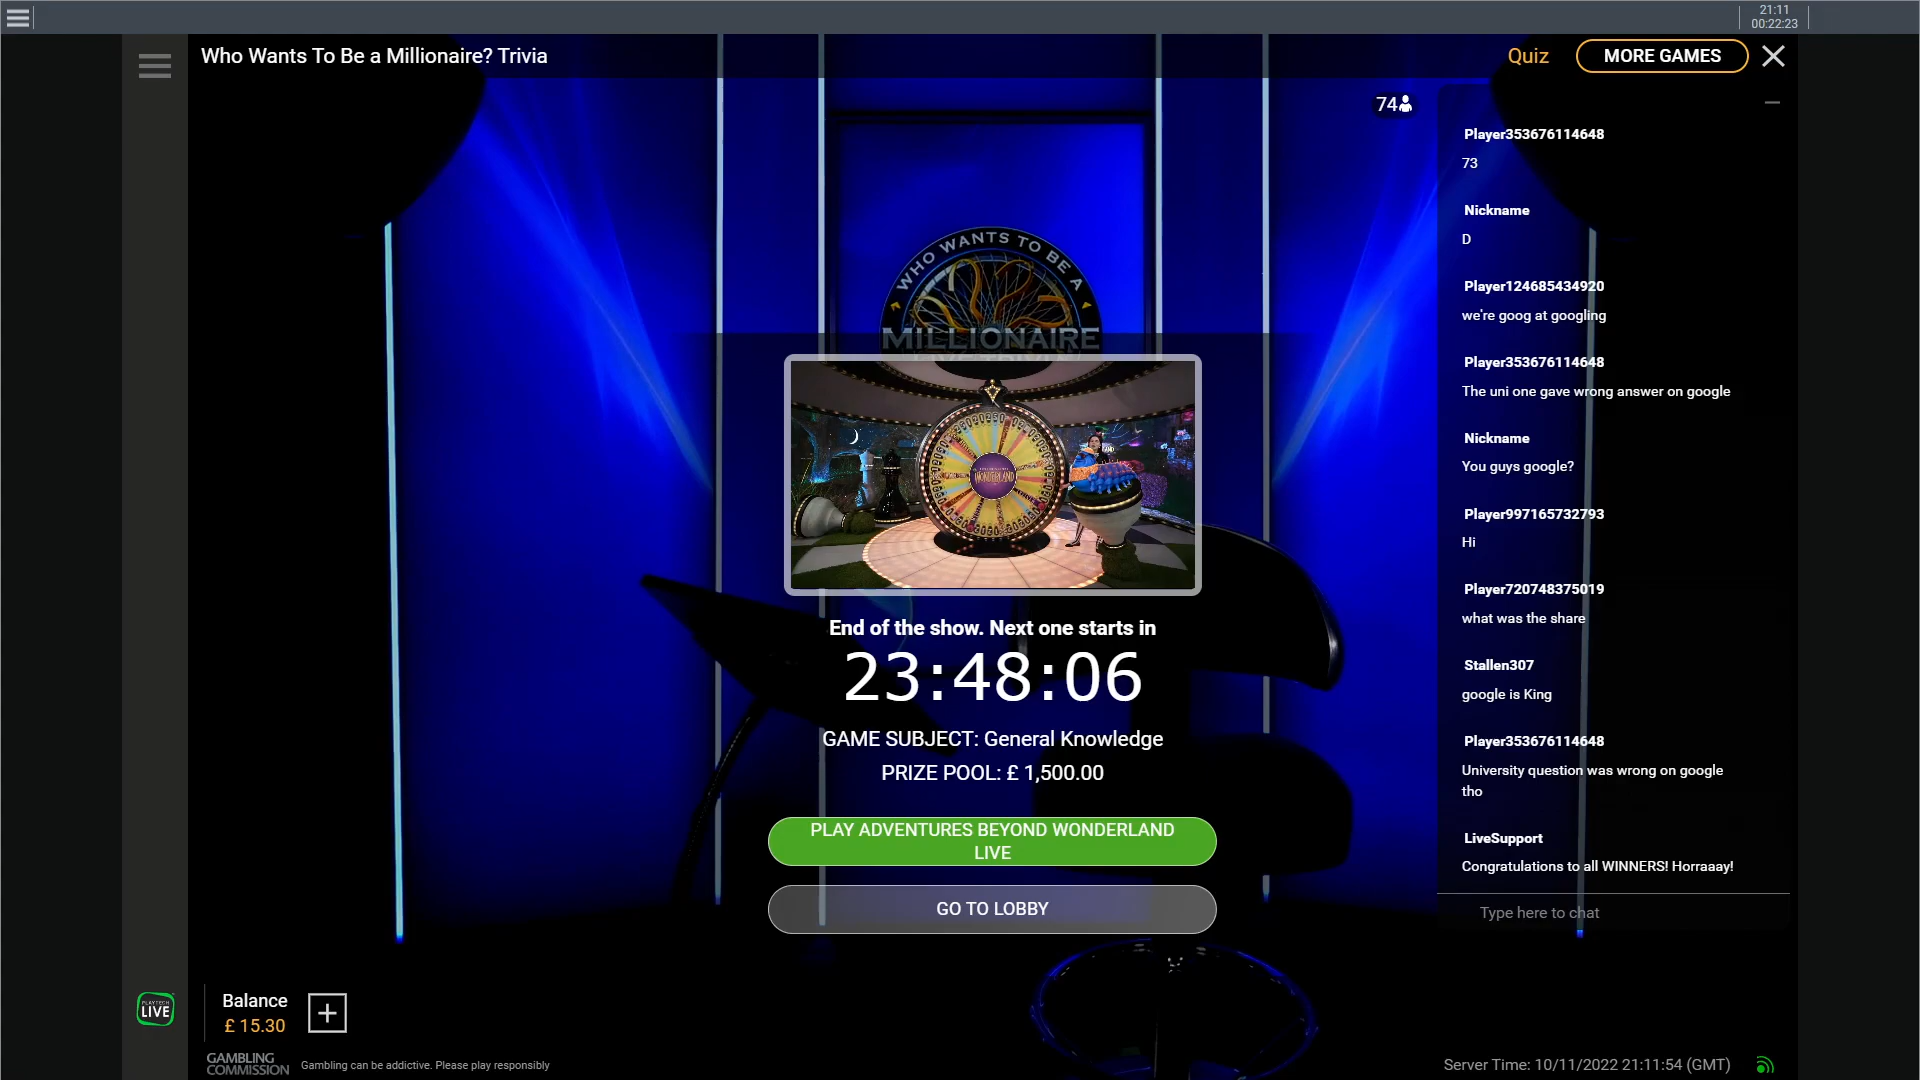 21:11
00:22:23
Who Wants To Be a Millionaire? Trivia
Quiz
MORE GAMES
74
Player353676114648
73
Nickname
D
Player124685434920
we're goog at googling
Player353676114648
The uni one gave wrong answer on google
Nickname
You guys google?
Player997165732793
Hi
Player720748375019
what was the share
Stallen307
google is King
Player353676114648
University question was wrong on google
tho
LiveSupport
Congratulations to all WINNERS! Horraaay!
Type here to chat
WHO WANTS TO BE A
MILLIONAIRE
WONDERLAND
End of the show. Next one starts in
23:48:06
GAME SUBJECT: General Knowledge
PRIZE POOL: £ 1,500.00
PLAY ADVENTURES BEYOND WONDERLAND
LIVE
GO TO LOBBY
PLAYTECH
LIVE
Balance
£ 15.30
GAMBLING
COMMISSION
Gambling can be addictive. Please play responsibly
Server Time: 10/11/2022 21:11:54 (GMT)